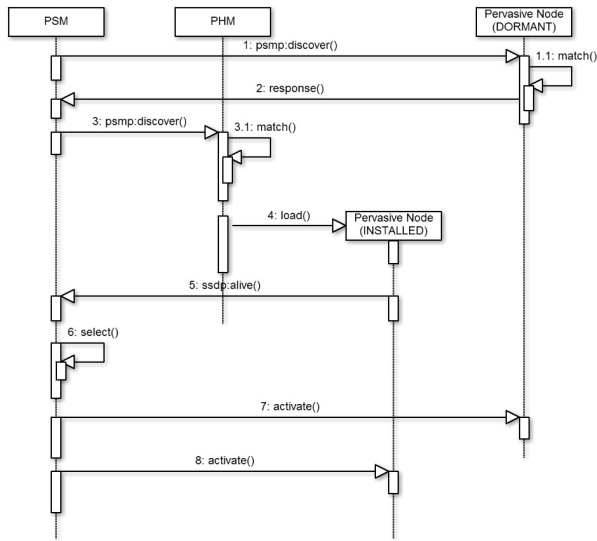 PSM
PHM
Pervasive Node
(DORMANT)
1: psmp:discover()
1.1: match()
2: response()
3: psmp:discover()
3.1: match()
4: load()
Pervasive Node
(INSTALLED)
5: ssdp:alive()
6: select()
7: activate()
8: activate()